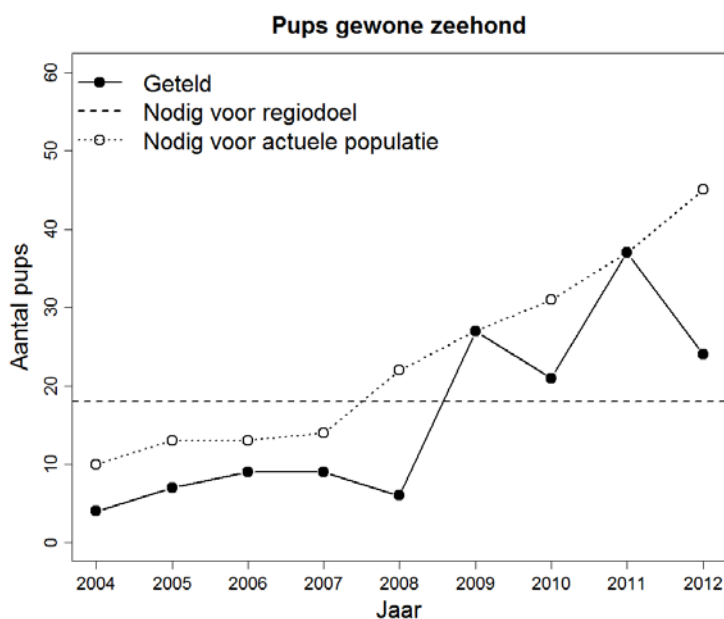 Pups gewone zeehond
Geteld
Nodig voor regiodoel
Nodig voor actuele populatie
Aantal pups
60
50
40
30
20
10
0
2004 2005 2006 2007 2008 2009 2010 2011 2012
Jaar